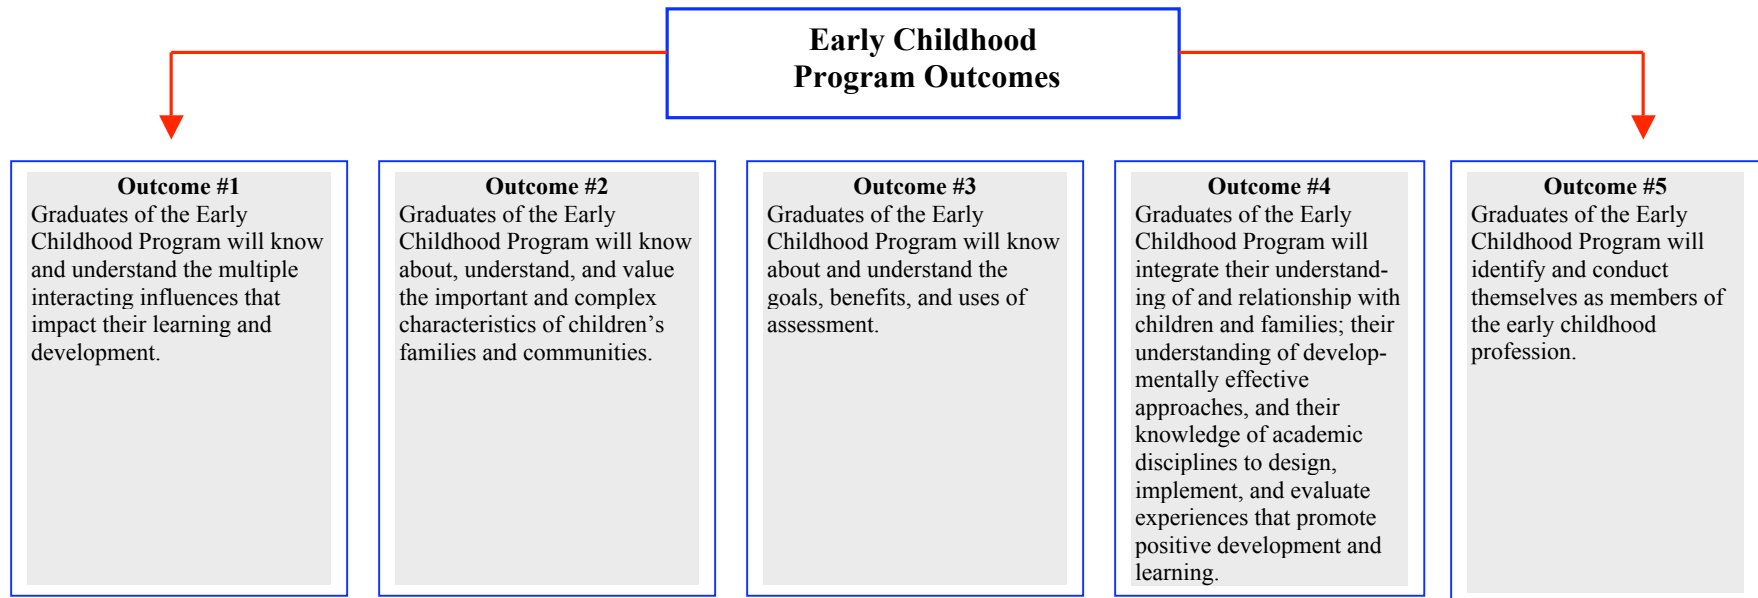 Early Childhood
Program Outcomes
Outcome #1
Graduates of the Early
Childhood Program will know
and understand the multiple
interacting influences that
impact their learning and
development.
Outcome #2
Graduates of the Early
Childhood Program will know
about, understand, and value
the important and complex
characteristics of children’s
families and communities.
Outcome #3
Graduates of the Early
Childhood Program will know
about and understand the
goals, benefits, and uses of
assessment.
Outcome #4
Graduates of the Early
Childhood Program will
integrate their understand-
ing of and relationship with
children and families; their
understanding of develop-
mentally effective
approaches, and their
knowledge of academic
disciplines to design,
implement, and evaluate
experiences that promote
positive development and
learning.
Outcome #5
Graduates of the Early
Childhood Program will
identify and conduct
themselves as members of
the early childhood
profession.